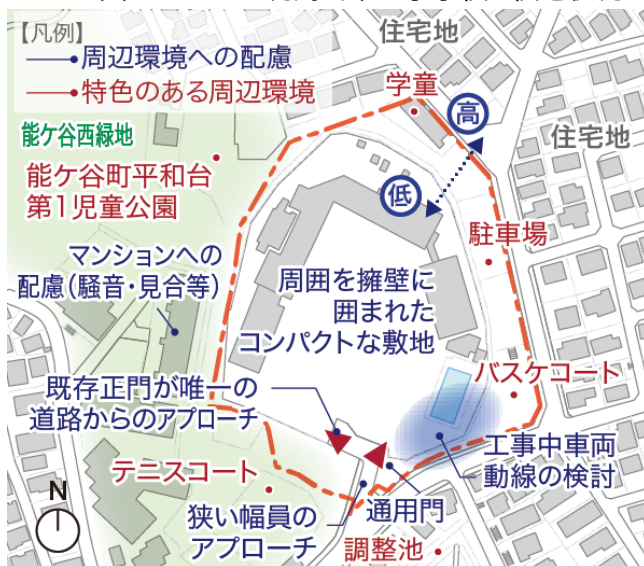 【凡例】
周辺環境への配慮
特色のある周辺環境
住宅地
学童
高
能ケ谷西緑地
住宅地
能ケ谷町平和台
第1児童公園
低
駐車場
マンションへの
配慮(騒音・見合等)
周囲を擁壁に
囲まれた
コンパクトな敷地
バスケコート
既存正門が唯一の
道路からのアプローチ
工事中車両
動線の検討
テニスコート
N
狭い幅員の
アプローチ
通用門
調整池